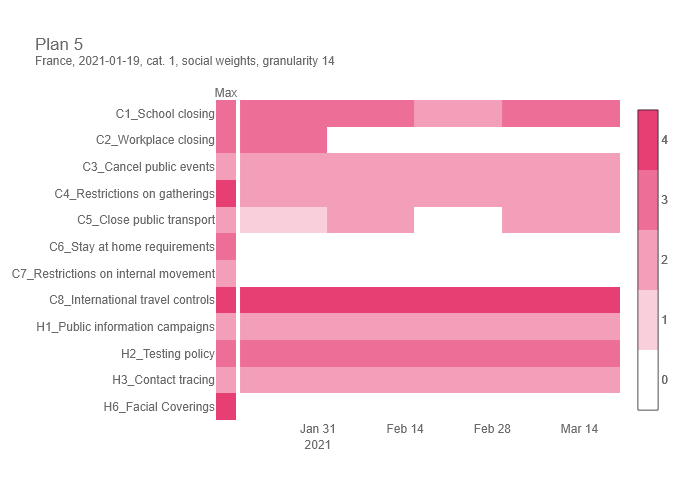 Plan 5
France, 2021-01-19, cat. 1, social weights, granularity 14
Max
C1_School closing
C2_Workplace closing
C3_Cancel public events
C4_Restrictions on gatherings
C5_Close public transport
C6_Stay at home requirements
C7_Restrictions on internal movement
C8_International travel controls
H1_Public information campaigns
H2_Testing policy
H3_Contact tracing
H6_Facial Coverings
Jan 31 Feb 14 Feb 28 Mar 14
2021
4
3
2
1
0